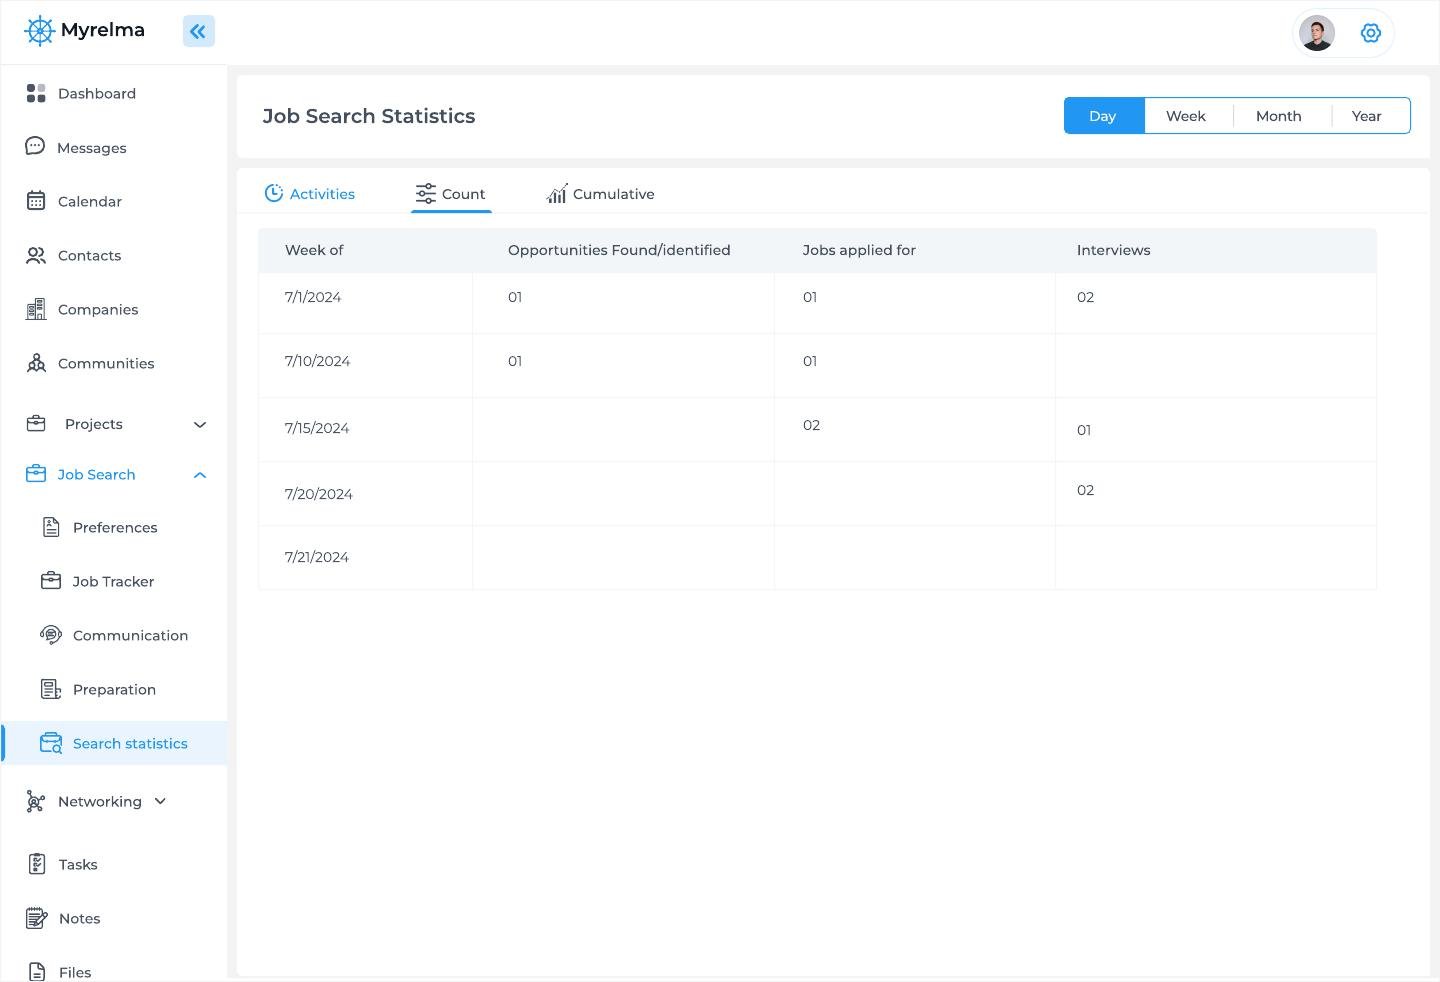 Myrelma
Dashboard
Messages
Calendar
Contacts
Companies
Communities
Projects
Job Search
Preferences
Job Tracker
Communication
Preparation
Search statistics
Networking
Tasks
Notes
Files
Job Search Statistics
Day Week Month Year
Activities Count Cumulative
Week of Opportunities Found/identified Jobs applied for Interviews
7/1/2024 01 01 02
7/10/2024 01 01
7/15/2024 02 01
7/20/2024 02
7/21/2024